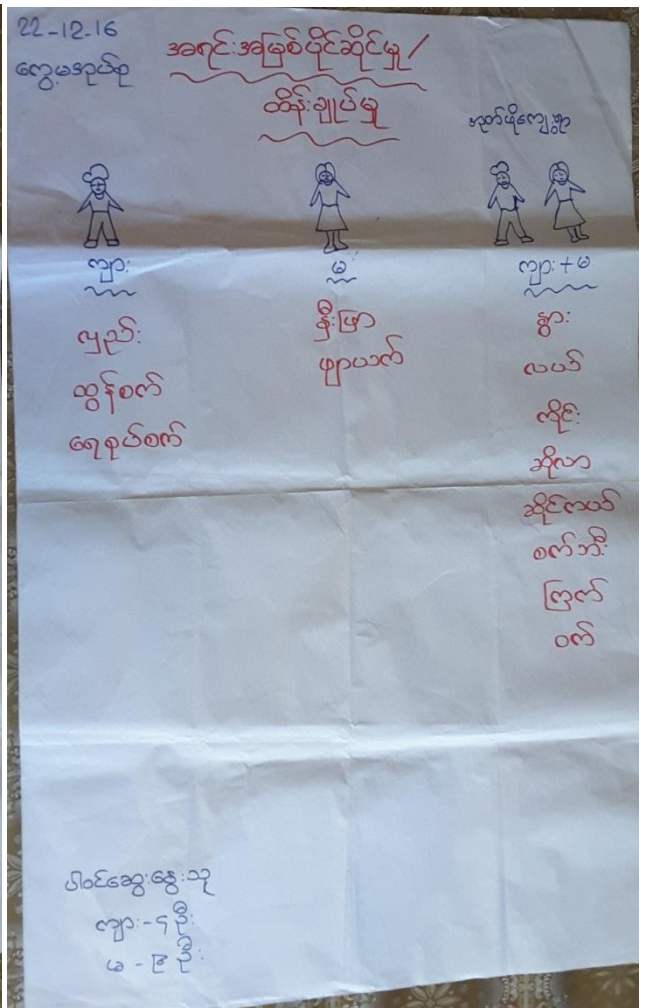 22-12-16
ကွေ့မအုပ်စု
အရင်းအမြစ်ပိုင်ဆိုင်မှု /
ထိန်းချုပ်မှု
အုတ်ဖိုကျေးရွာ
ကျား
မ
ကျား+မ
လှည်း
ထွန်စက်
ရေစုပ်စက်
နှီးဖြာ
ဖျာယက်
နွား
လယ်
ကိုင်း
ဆိုလာ
ဆိုင်ကယ်
စက်ဘီး
ကြက်
ဝက်
ပါဝင်ဆွေးနွေးသူ
ကျား - ၄ ဦး
မ - ၉ ဦး